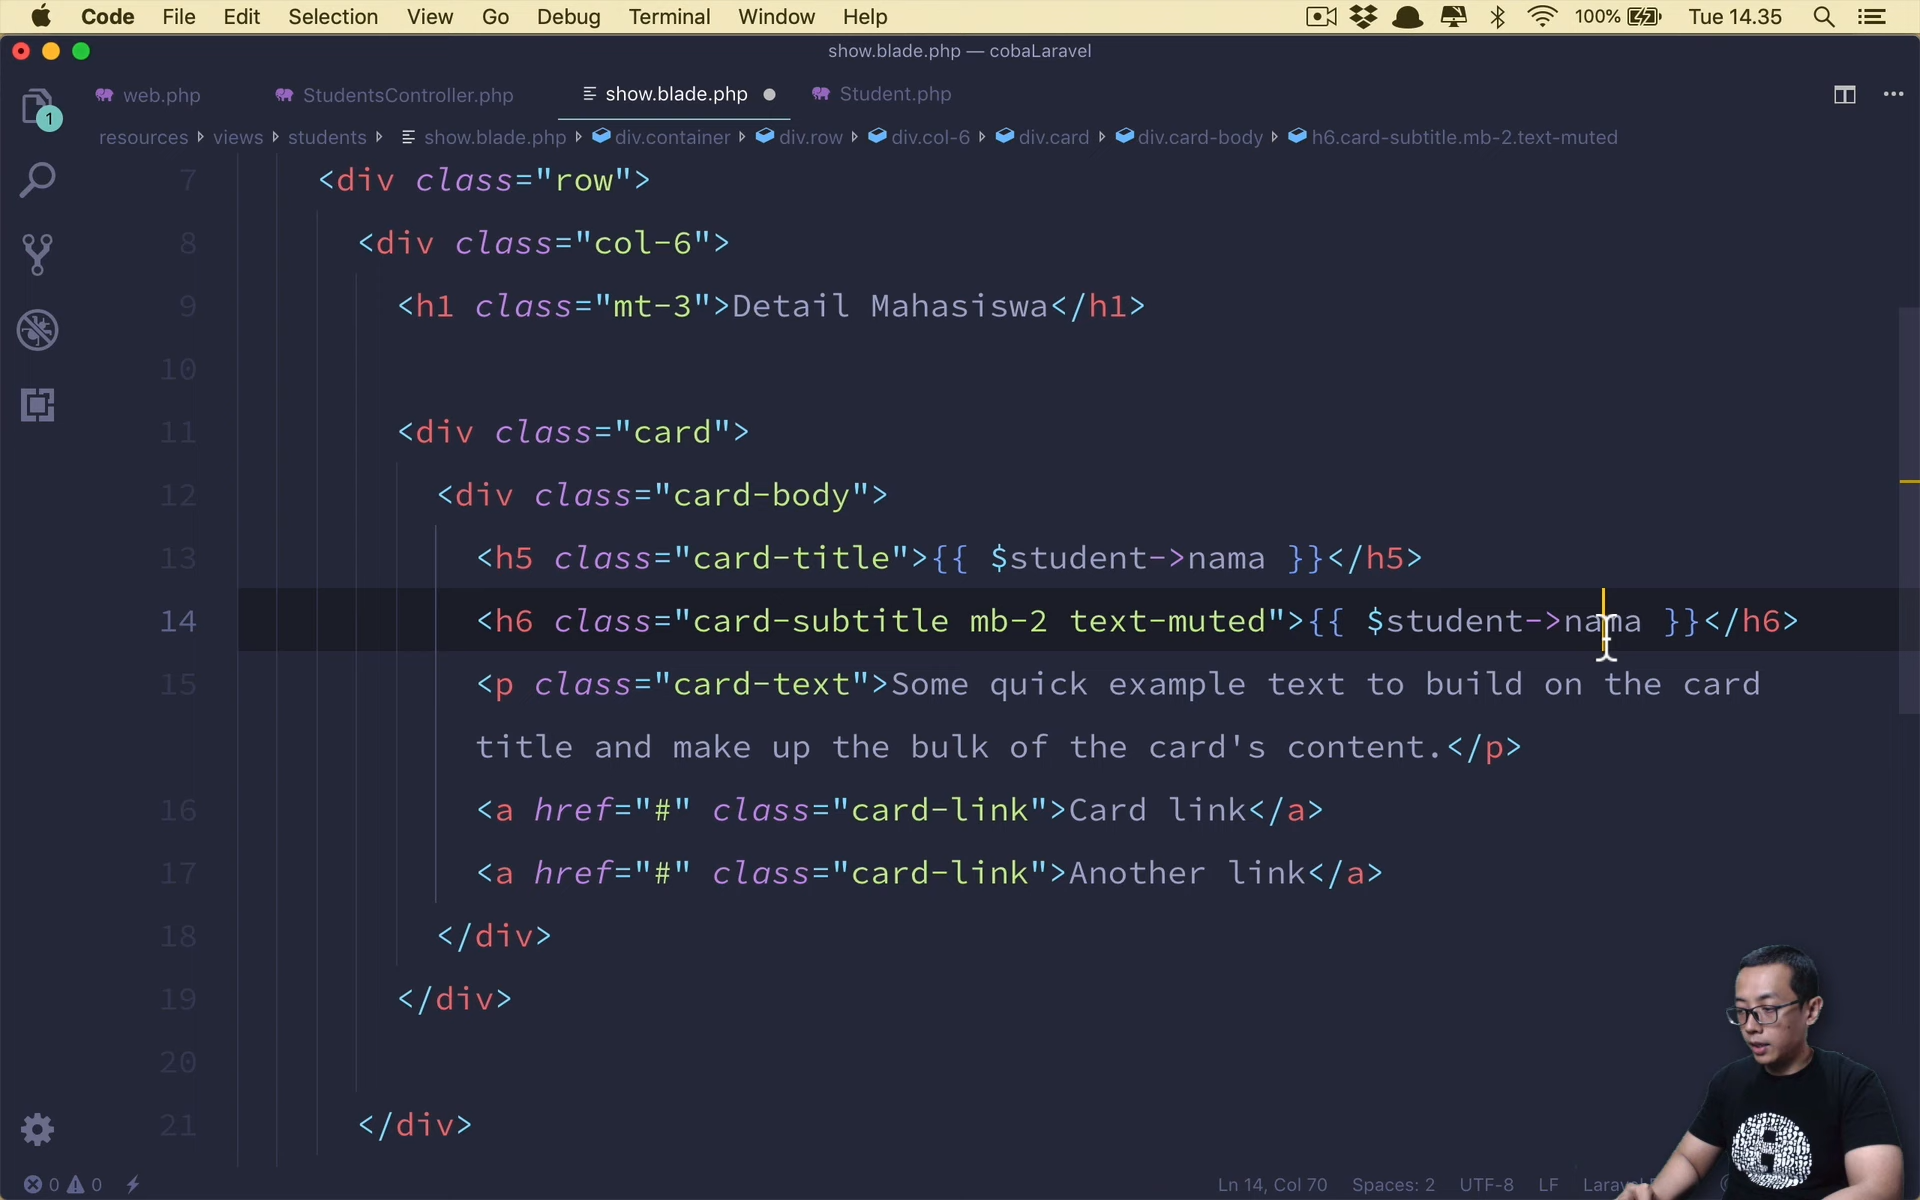 Code File Edit Selection View Go Debug Terminal Window Help 100% Tue 14.35
show.blade.php — cobaLaravel
1
web.php StudentsController.php show.blade.php Student.php
resources views students show.blade.php div.container div.row div.col-6 div.card div.card-body h6.card-subtitle.mb-2.text-muted
7 <div class="row">
8 <div class="col-6">
9 <h1 class="mt-3">Detail Mahasiswa</h1>
10
11 <div class="card">
12 <div class="card-body">
13 <h5 class="card-title">{{ $student->nama }}</h5>
14 <h6 class="card-subtitle mb-2 text-muted">{{ $student->nama }}</h6>
15 <p class="card-text">Some quick example text to build on the card
title and make up the bulk of the card's content.</p>
16 <a href="#" class="card-link">Card link</a>
17 <a href="#" class="card-link">Another link</a>
18 </div>
19 </div>
20
21 </div>
0 0 Ln 14, Col 70 Spaces: 2 UTF-8 LF